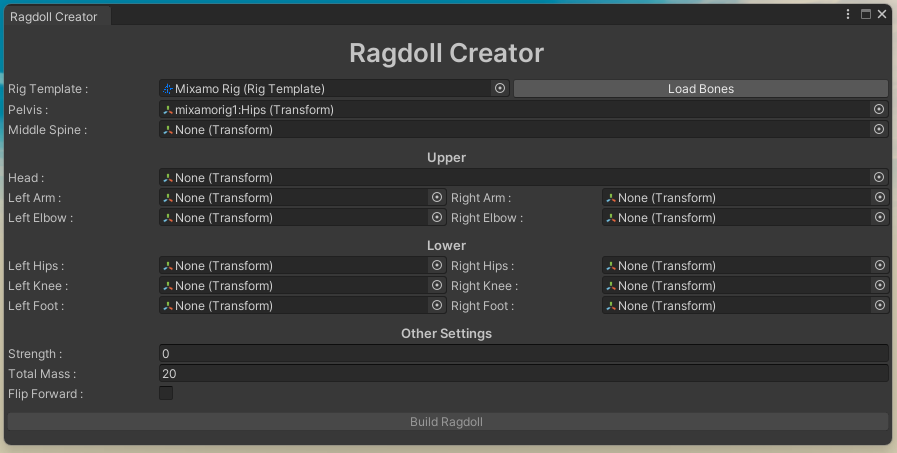 Ragdoll Creator
Ragdoll Creator
Rig Template : Mixamo Rig (Rig Template) Load Bones
Pelvis : mixamorig1:Hips (Transform)
Middle Spine : None (Transform)
Upper
Head : None (Transform)
Left Arm : None (Transform) Right Arm : None (Transform)
Left Elbow : None (Transform) Right Elbow : None (Transform)
Lower
Left Hips : None (Transform) Right Hips : None (Transform)
Left Knee : None (Transform) Right Knee : None (Transform)
Left Foot : None (Transform) Right Foot : None (Transform)
Other Settings
Strength : 0
Total Mass : 20
Flip Forward :
Build Ragdoll